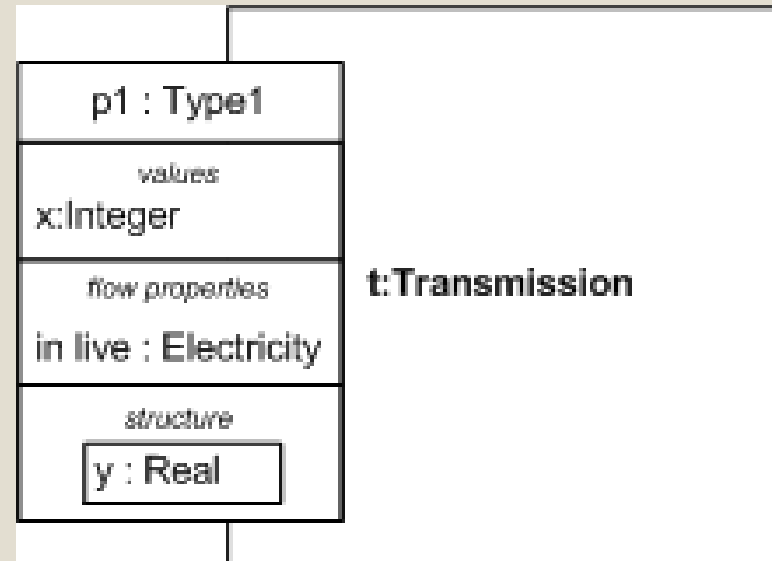 p1 : Type1
values
x:Integer
flow properties
in live : Electricity
structure
y : Real
t:Transmission